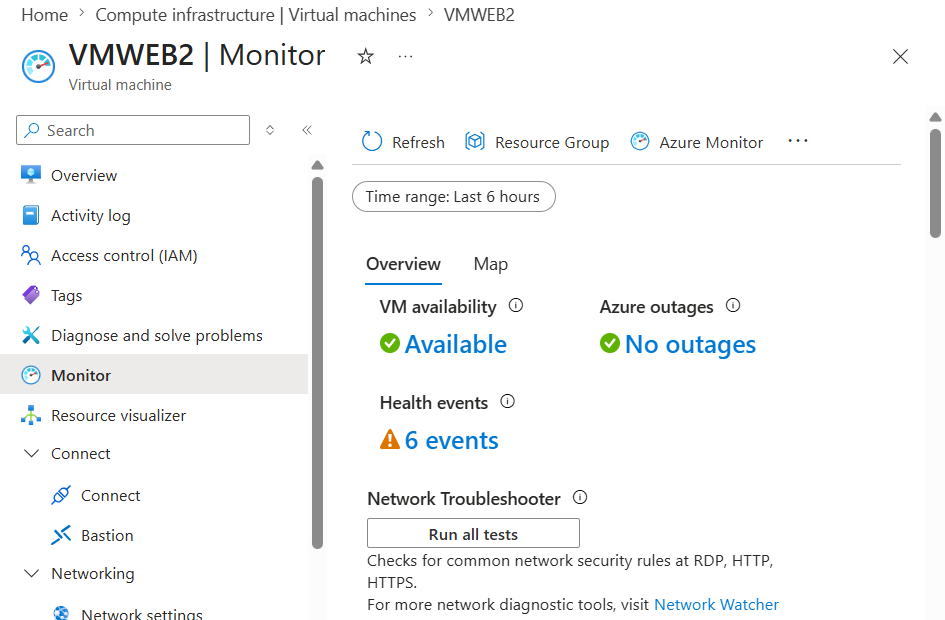 Home > Compute infrastructure | Virtual machines > VMWEB2
VMWEB2 | Monitor
Virtual machine
Search
Overview
Activity log
Access control (IAM)
Tags
Diagnose and solve problems
Monitor
Resource visualizer
Connect
Connect
Bastion
Networking
Network settings
Refresh
Resource Group
Azure Monitor
Time range: Last 6 hours
Overview
Map
VM availability
Available
Azure outages
No outages
Health events
6 events
Network Troubleshooter
Run all tests
Checks for common network security rules at RDP, HTTP,
HTTPS.
For more network diagnostic tools, visit Network Watcher